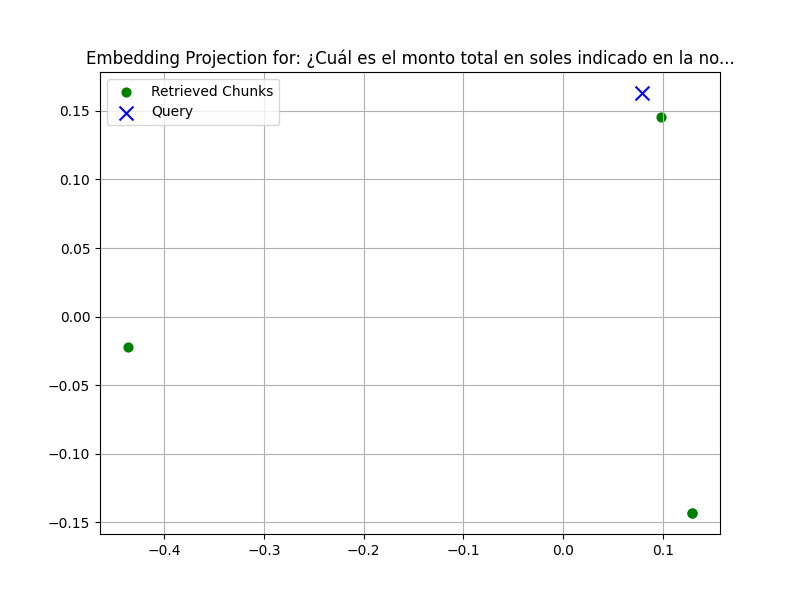 Embedding Projection for: ¿Cuál es el monto total en soles indicado en la no...
Retrieved Chunks
Query
0.15
0.10
0.05
0.00
−0.05
−0.10
−0.15
−0.4 −0.3 −0.2 −0.1 0.0 0.1